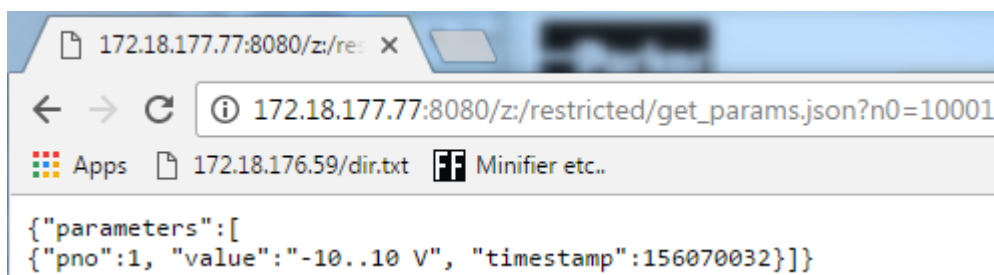 172.18.177.77:8080/z:/res
172.18.177.77:8080/z:/restricted/get_params.json?n0=10001
Apps 172.18.176.59/dir.txt FF Minifier etc..
{"parameters":[
{"pno":1, "value":"-10..10 V", "timestamp":156070032}]}